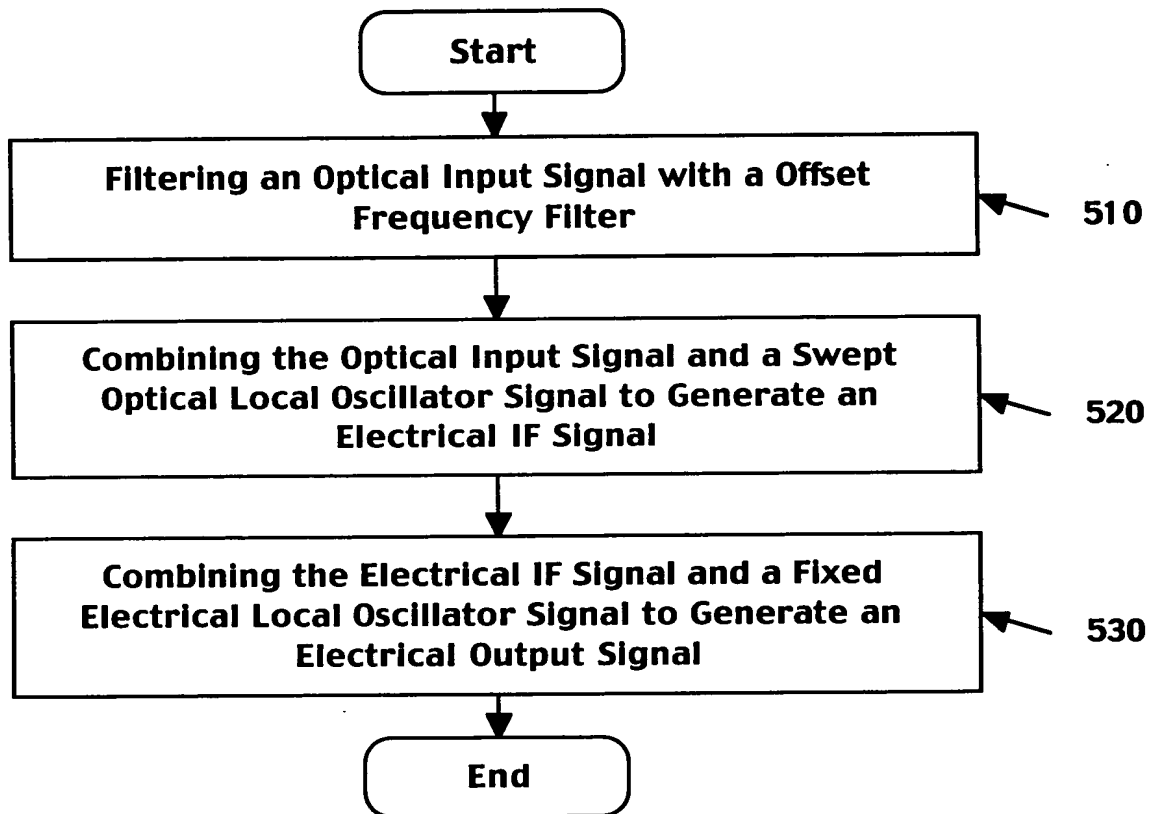 Start
Filtering an Optical Input Signal with a Offset
Frequency Filter
510
Combining the Optical Input Signal and a Swept
Optical Local Oscillator Signal to Generate an
Electrical IF Signal
520
Combining the Electrical IF Signal and a Fixed
Electrical Local Oscillator Signal to Generate an
Electrical Output Signal
530
End